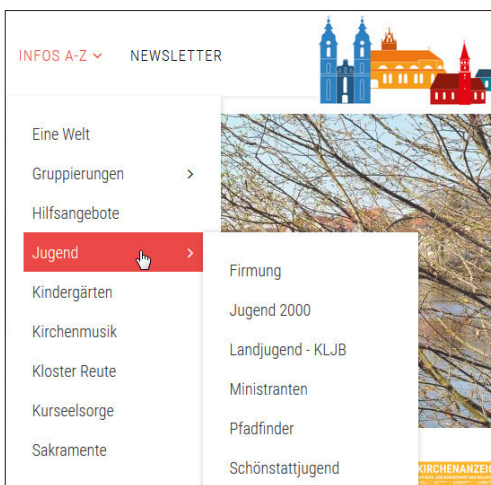 INFOS A-Z NEWSLETTER
Eine Welt
Gruppierungen
Hilfsangebote
Jugend
Kindergärten
Kirchenmusik
Kloster Reute
Kurseelsorge
Sakramente
Firmung
Jugend 2000
Landjugend - KLJB
Ministranten
Pfadfinder
Schönstattjugend